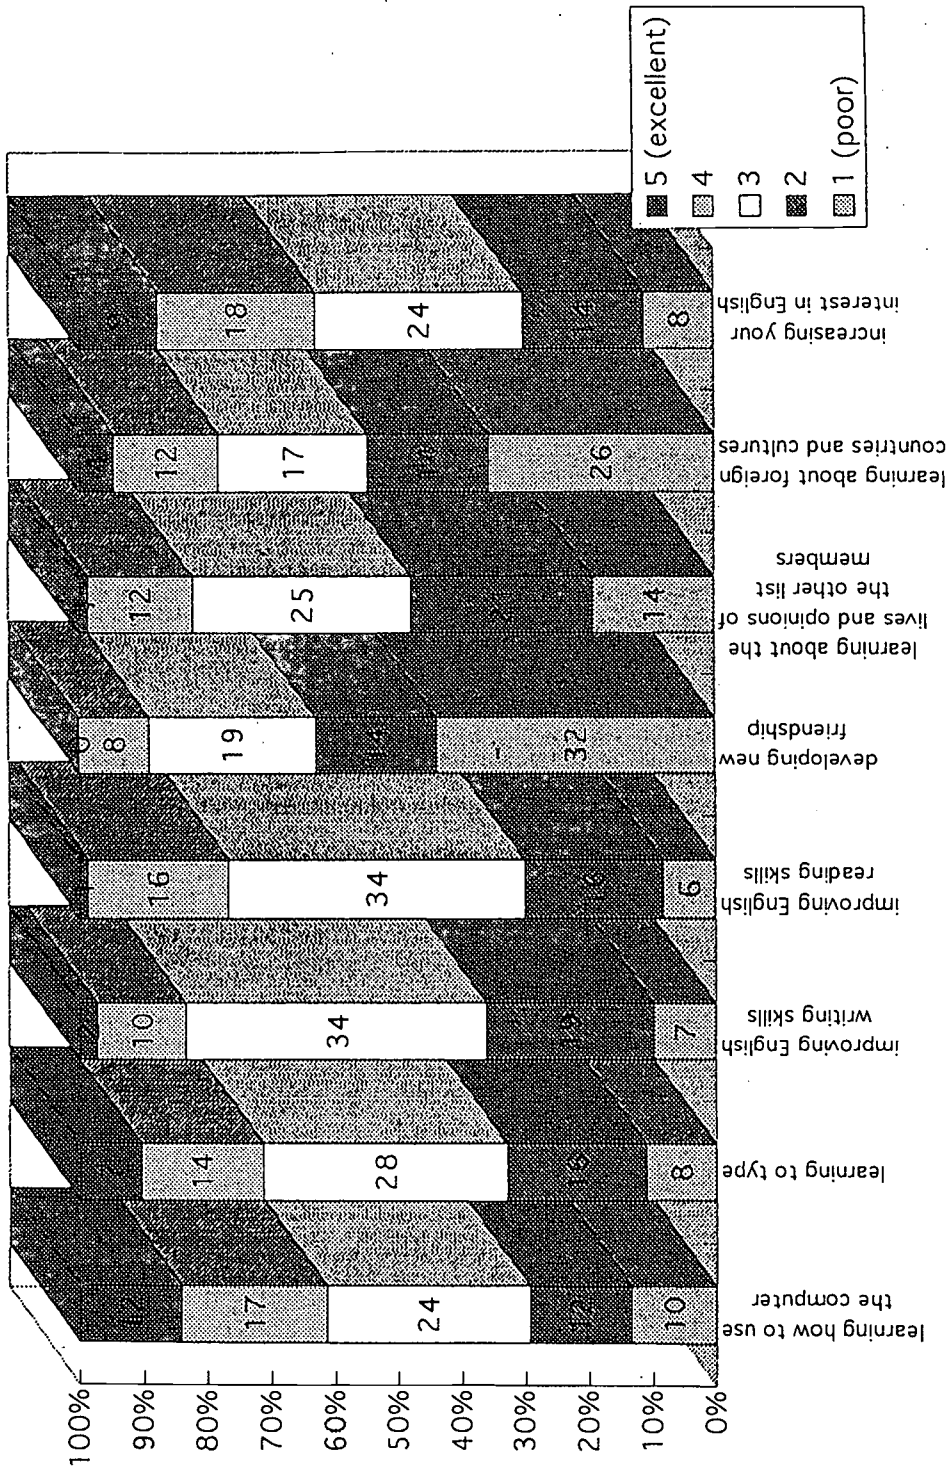 100%
90%
80%
70%
60%
50%
40%
30%
20%
10%
0%
17
24
10
14
28
8
10
34
19
7
16
34
6
0
8
19
32
12
25
14
12
17
26
18
24
8
learning how to use
the computer
learning to type
improving English
writing skills
improving English
reading skills
developing new
friendship
learning about the
lives and opinions of
the other list
members
learning about foreign
countries and cultures
increasing your
interest in English
5 (excellent)
4
3
2
1 (poor)